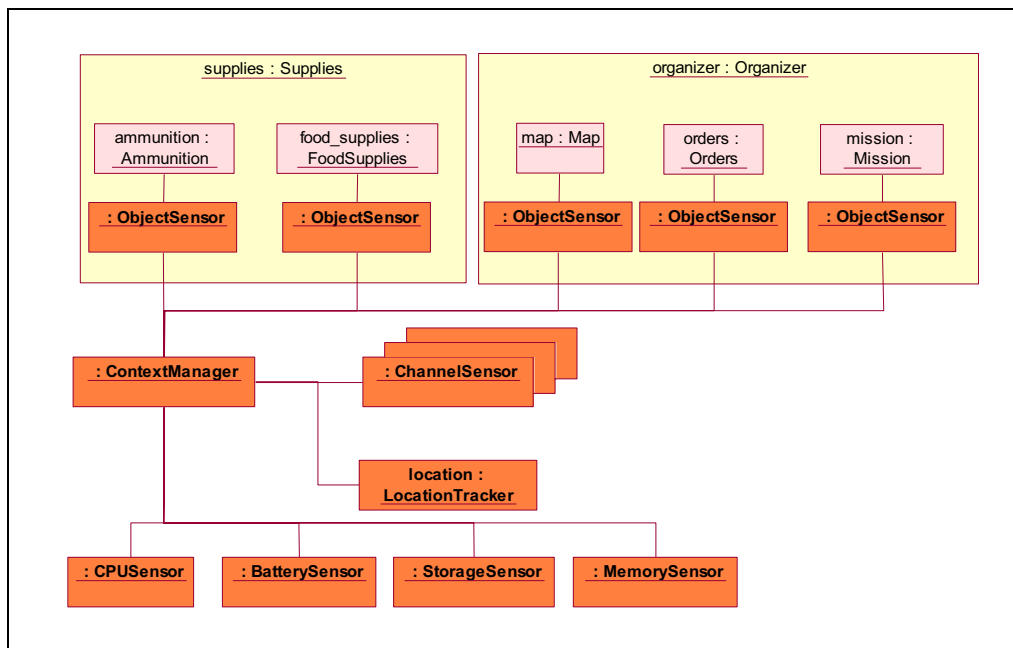 supplies : Supplies
organizer : Organizer
ammunition :
Ammunition
food_supplies :
FoodSupplies
map : Map
orders :
Orders
mission :
Mission
: ObjectSensor
: ObjectSensor
: ObjectSensor
: ObjectSensor
: ObjectSensor
: ContextManager
: ChannelSensor
location :
LocationTracker
: CPUSensor
: BatterySensor
: StorageSensor
: MemorySensor